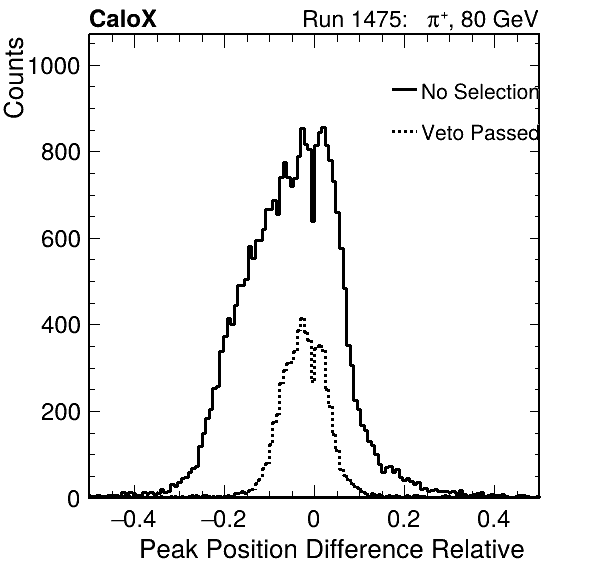 CaloX Run 1475: π⁺, 80 GeV
Counts
1000
800
600
400
200
0
No Selection
Veto Passed
−0.4 −0.2 0 0.2 0.4
Peak Position Difference Relative